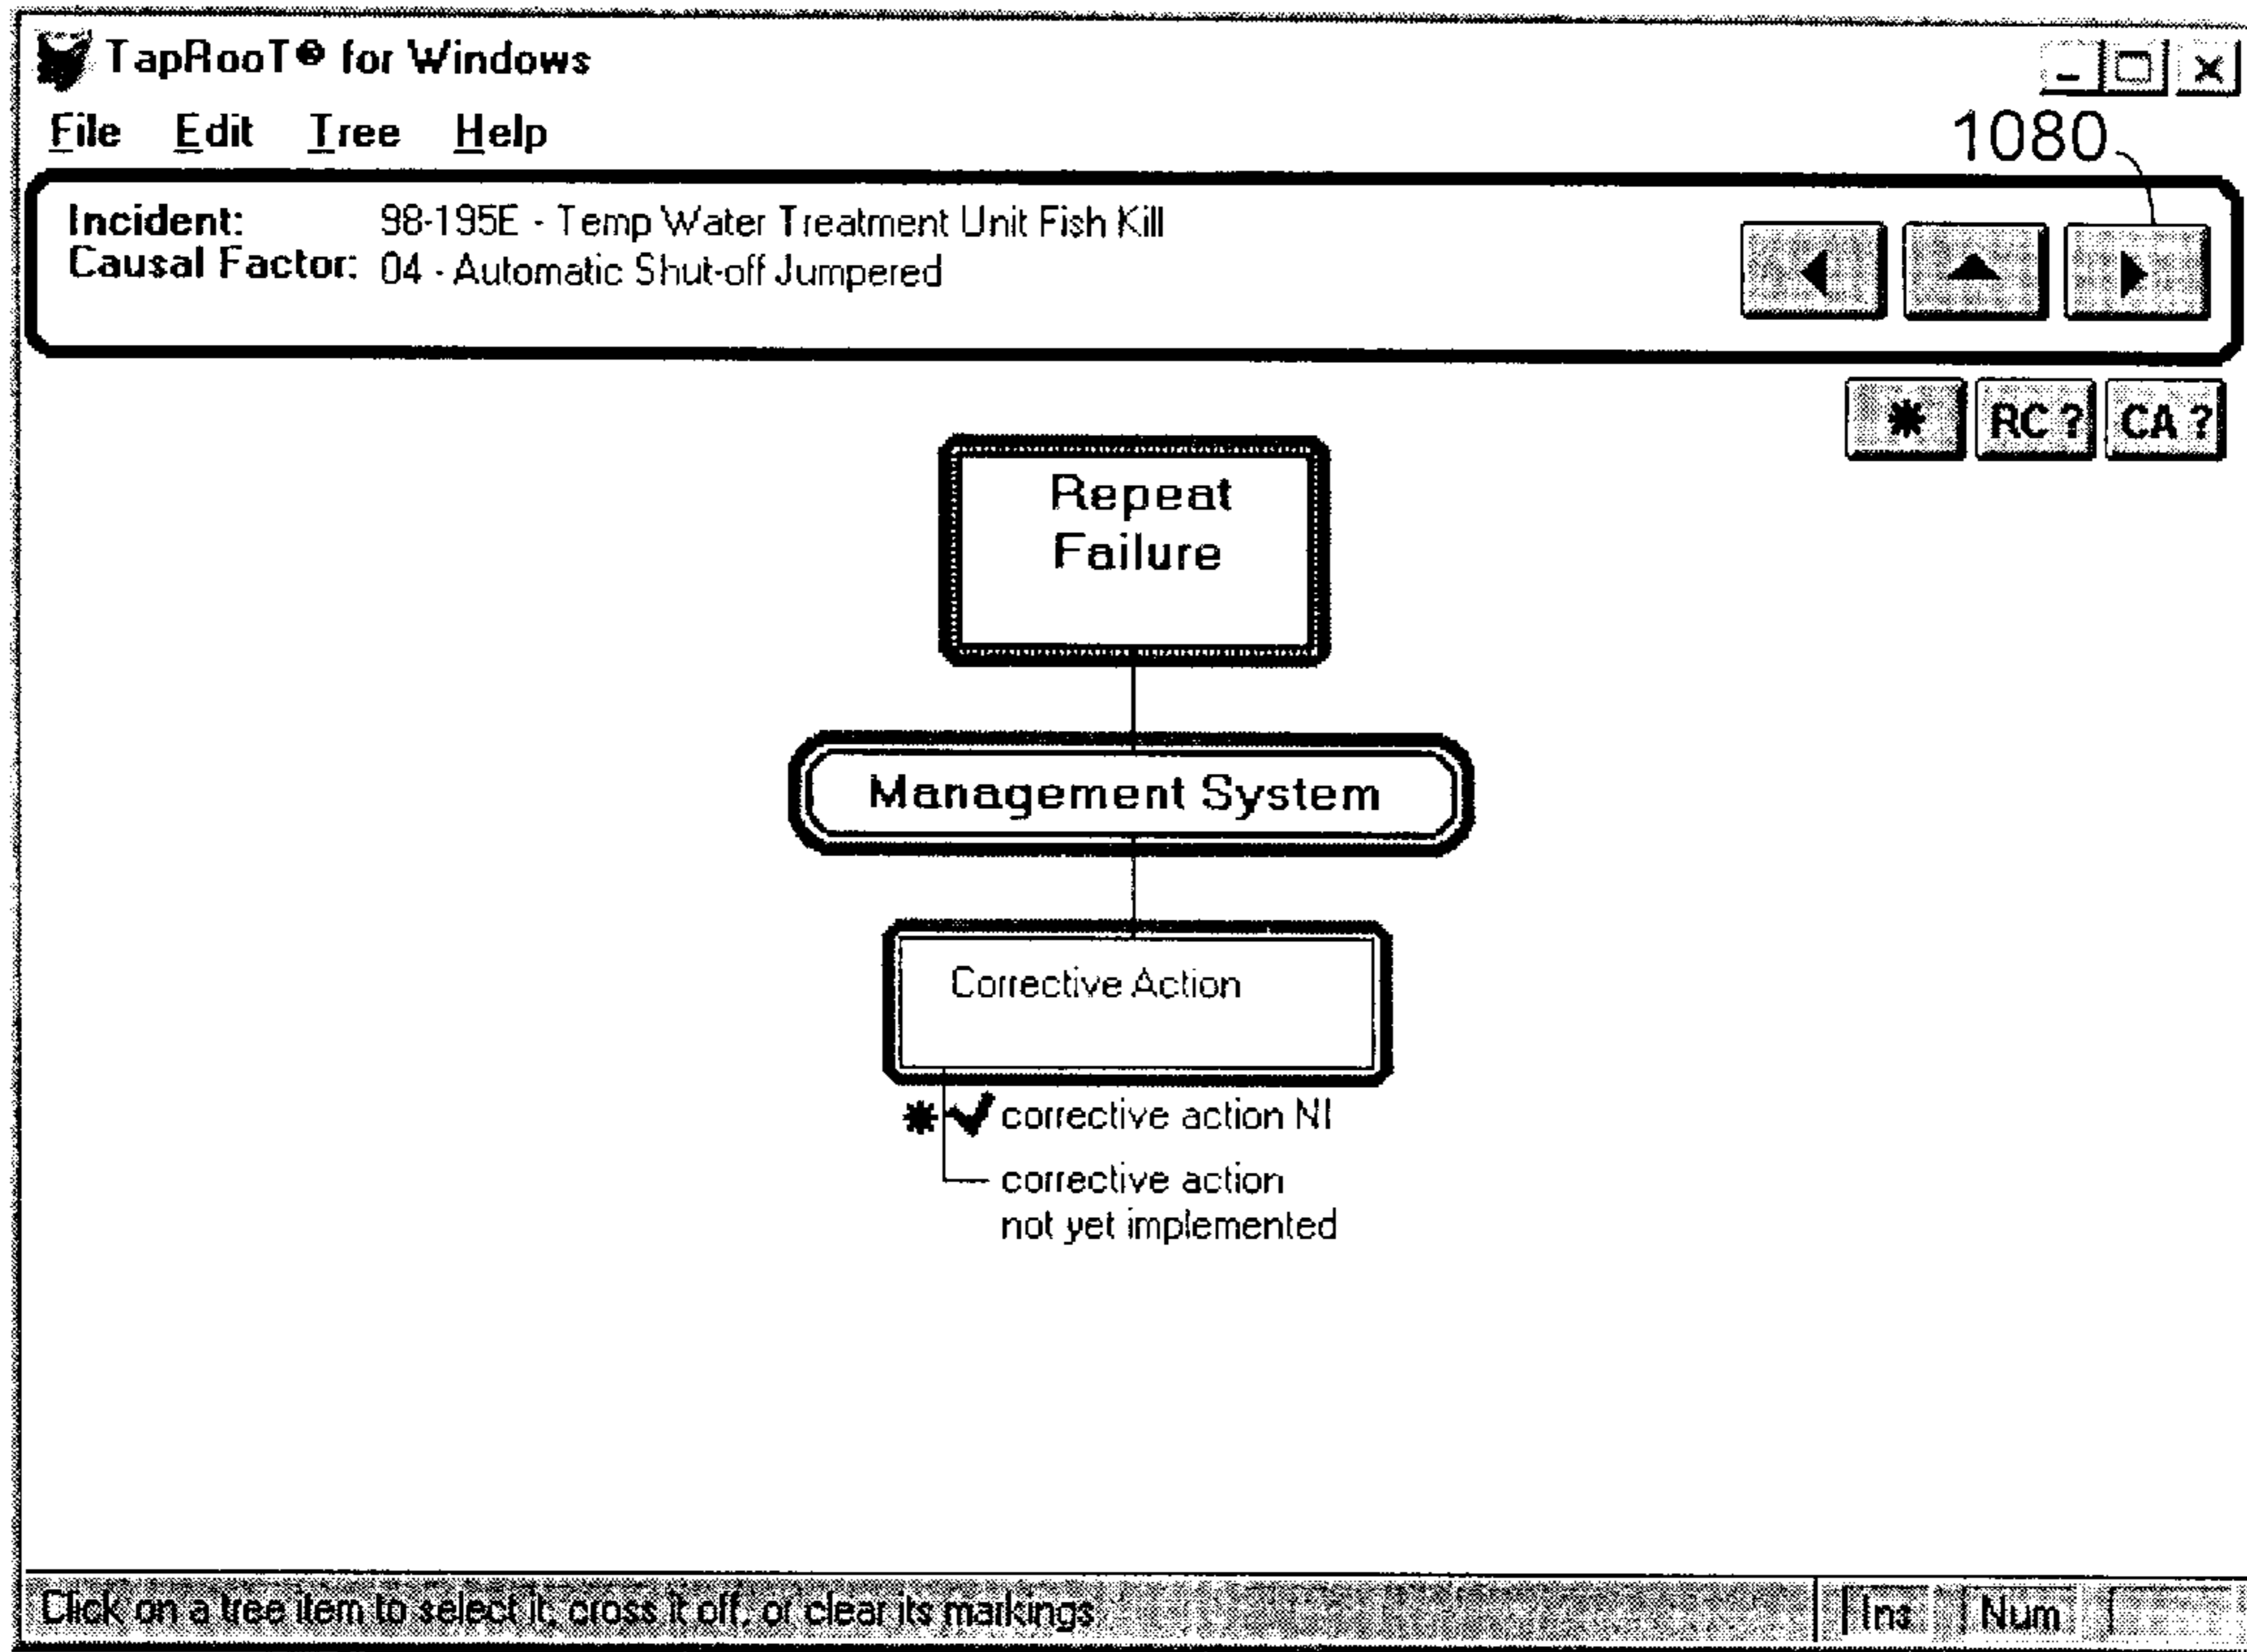 TapRooT® for Windows
File Edit Tree Help
1080
Incident: 98-195E - Temp Water Treatment Unit Fish Kill
Causal Factor: 04 - Automatic Shut-off Jumpered
RC ? CA ?
Repeat
Failure
Management System
Corrective Action
corrective action NI
corrective action
not yet implemented
Click on a tree item to select it, cross it off, or clear its markings
Ins Num